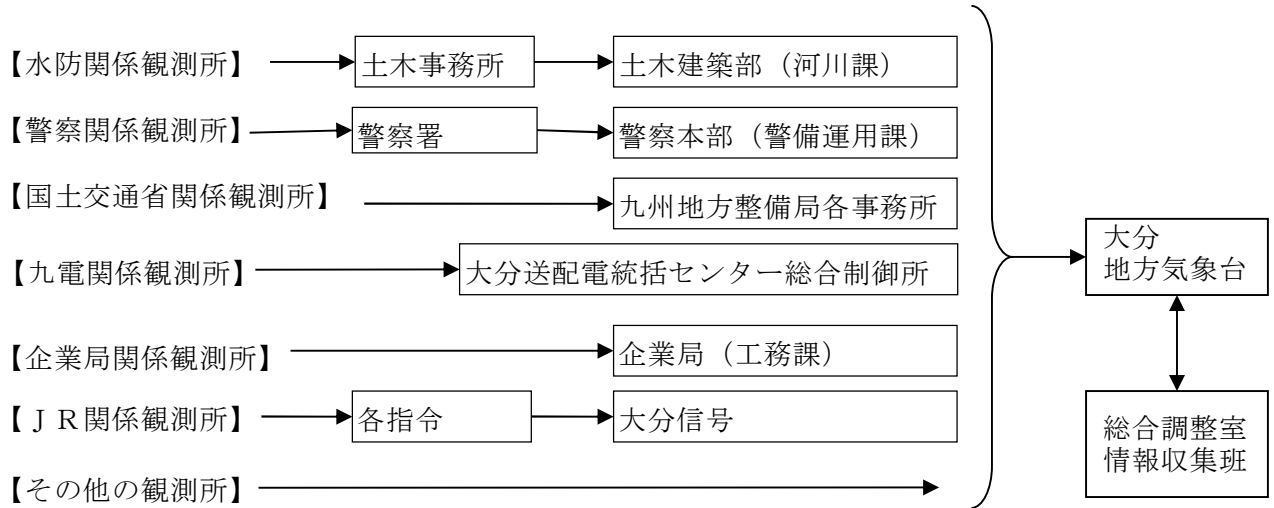 【水防関係観測所】 土木事務所 土木建築部（河川課）
【警察関係観測所】 警察署 警察本部（警備運用課）
【国土交通省関係観測所】 九州地方整備局各事務所
【九電関係観測所】 大分送配電統括センター総合制御所
【企業局関係観測所】 企業局（工務課）
【ＪＲ関係観測所】 各指令 大分信号
【その他の観測所】
大分
地方気象台
総合調整室
情報収集班